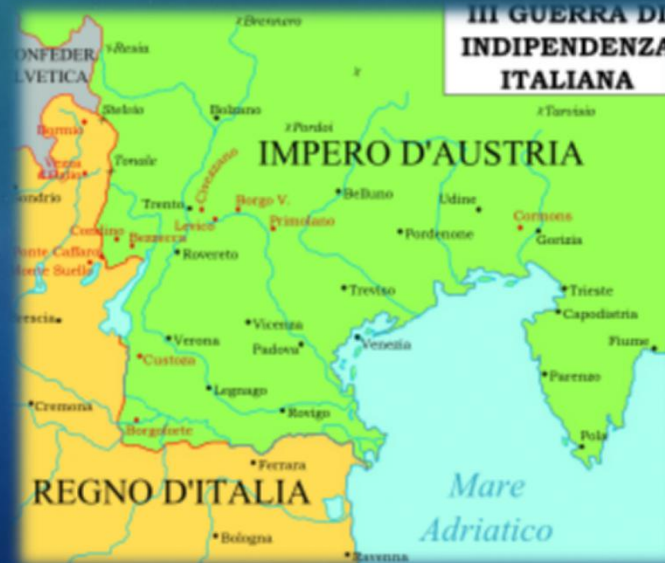 III GUERRA DI
INDIPENDENZA
ITALIANA
Brennero
CONFEDER.
ELVETICA
Resia
Bolzano
Stelvio
Tarvisio
Bormio
Pordoi
IMPERO D'AUSTRIA
Tonale
Civezzano
Sondrio
Belluno
Trento
Borgo V.
Udine
Levico
Primolano
Cormons
Condino
Bezzecca
Pordenone
Gorizia
Ponte Caffaro
Rovereto
Monte Suello
Treviso
Trieste
Capodistria
Brescia
Vicenza
Verona
Venezia
Fiume
Padova
Custoza
Parenzo
Legnago
Cremona
Rovigo
Borgoforte
Pola
Ferrara
REGNO D'ITALIA
Mare
Adriatico
Bologna
Ravenna